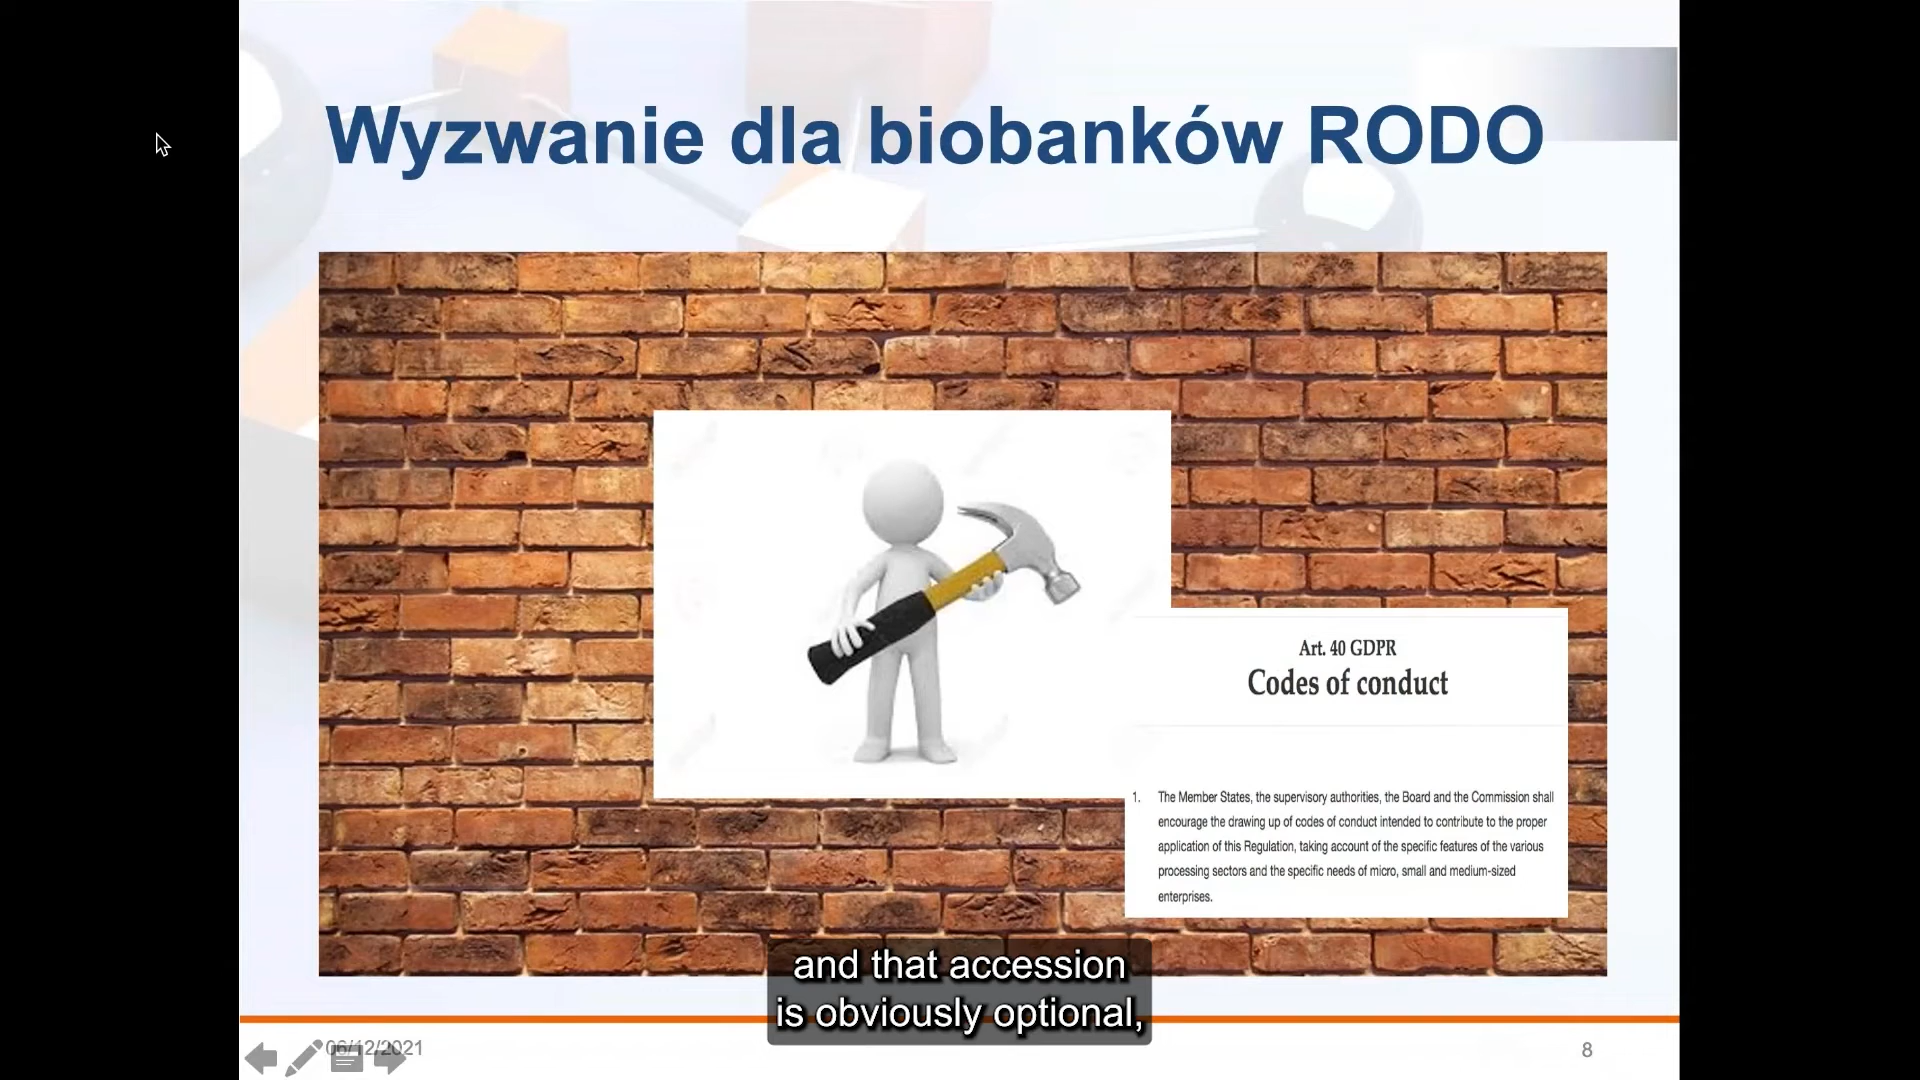 Wyzwanie dla biobanków RODO
Art. 40 GDPR
Codes of conduct
1. The Member States, the supervisory authorities, the Board and the Commission shall
encourage the drawing up of codes of conduct intended to contribute to the proper
application of this Regulation, taking account of the specific features of the various
processing sectors and the specific needs of micro, small and medium-sized
enterprises.
and that accession
is obviously optional,
06/12/2021
8